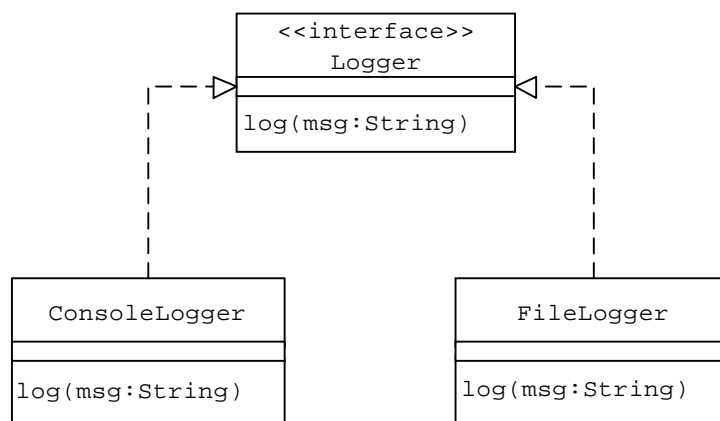 <<interface>>
Logger
log(msg:String)
ConsoleLogger
log(msg:String)
FileLogger
log(msg:String)